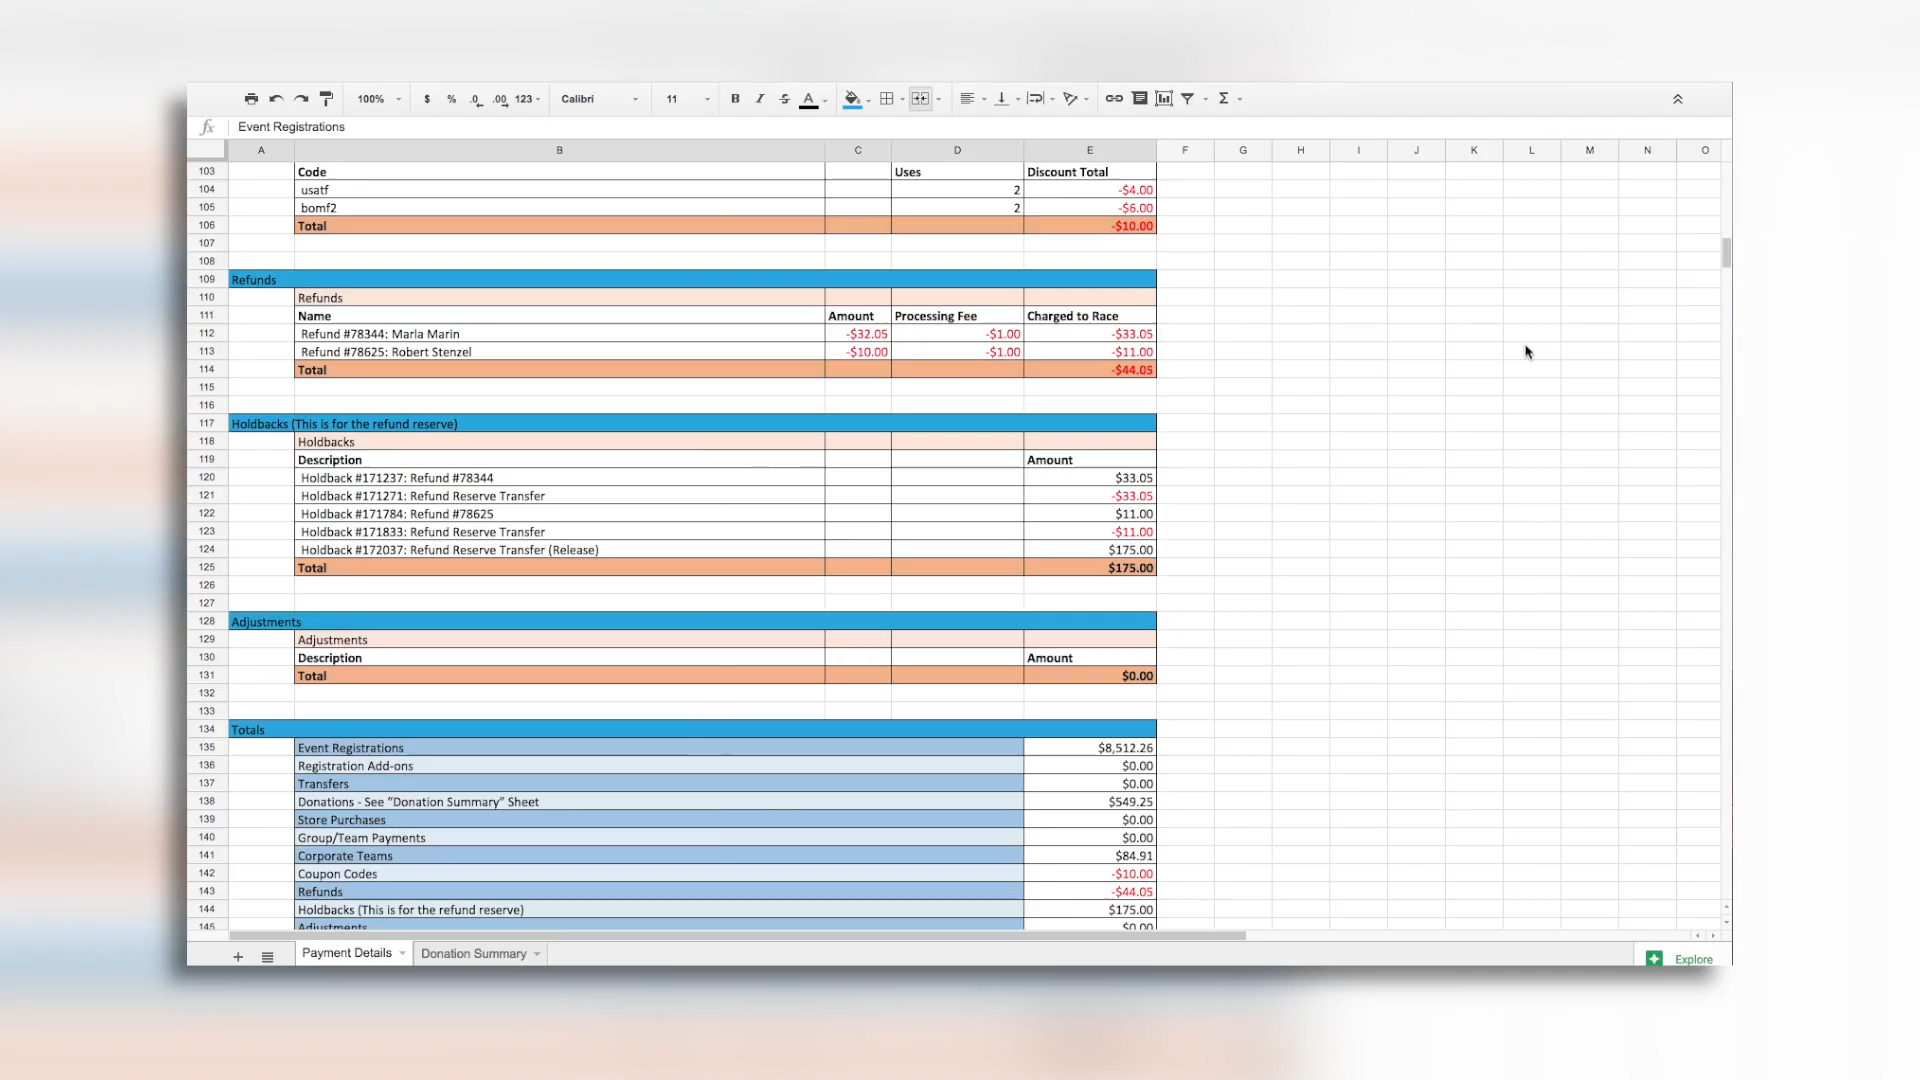 100% $ % .0 .00 123 Calibri 11 B I S A Σ
fx Event Registrations
A B C D E F G H I J K L M N O
103 Code Uses Discount Total
104 usatf 2 -$4.00
105 bomf2 2 -$6.00
106 Total -$10.00
107
108
109 Refunds
110 Refunds
111 Name Amount Processing Fee Charged to Race
112 Refund #78344: Marla Marin -$32.05 -$1.00 -$33.05
113 Refund #78625: Robert Stenzel -$10.00 -$1.00 -$11.00
114 Total -$44.05
115
116
117 Holdbacks (This is for the refund reserve)
118 Holdbacks
119 Description Amount
120 Holdback #171237: Refund #78344 $33.05
121 Holdback #171271: Refund Reserve Transfer -$33.05
122 Holdback #171784: Refund #78625 $11.00
123 Holdback #171833: Refund Reserve Transfer -$11.00
124 Holdback #172037: Refund Reserve Transfer (Release) $175.00
125 Total $175.00
126
127
128 Adjustments
129 Adjustments
130 Description Amount
131 Total $0.00
132
133
134 Totals
135 Event Registrations $8,512.26
136 Registration Add-ons $0.00
137 Transfers $0.00
138 Donations - See “Donation Summary” Sheet $549.25
139 Store Purchases $0.00
140 Group/Team Payments $0.00
141 Corporate Teams $84.91
142 Coupon Codes -$10.00
143 Refunds -$44.05
144 Holdbacks (This is for the refund reserve) $175.00
145 Adjustments $0.00
+ Payment Details Donation Summary Explore